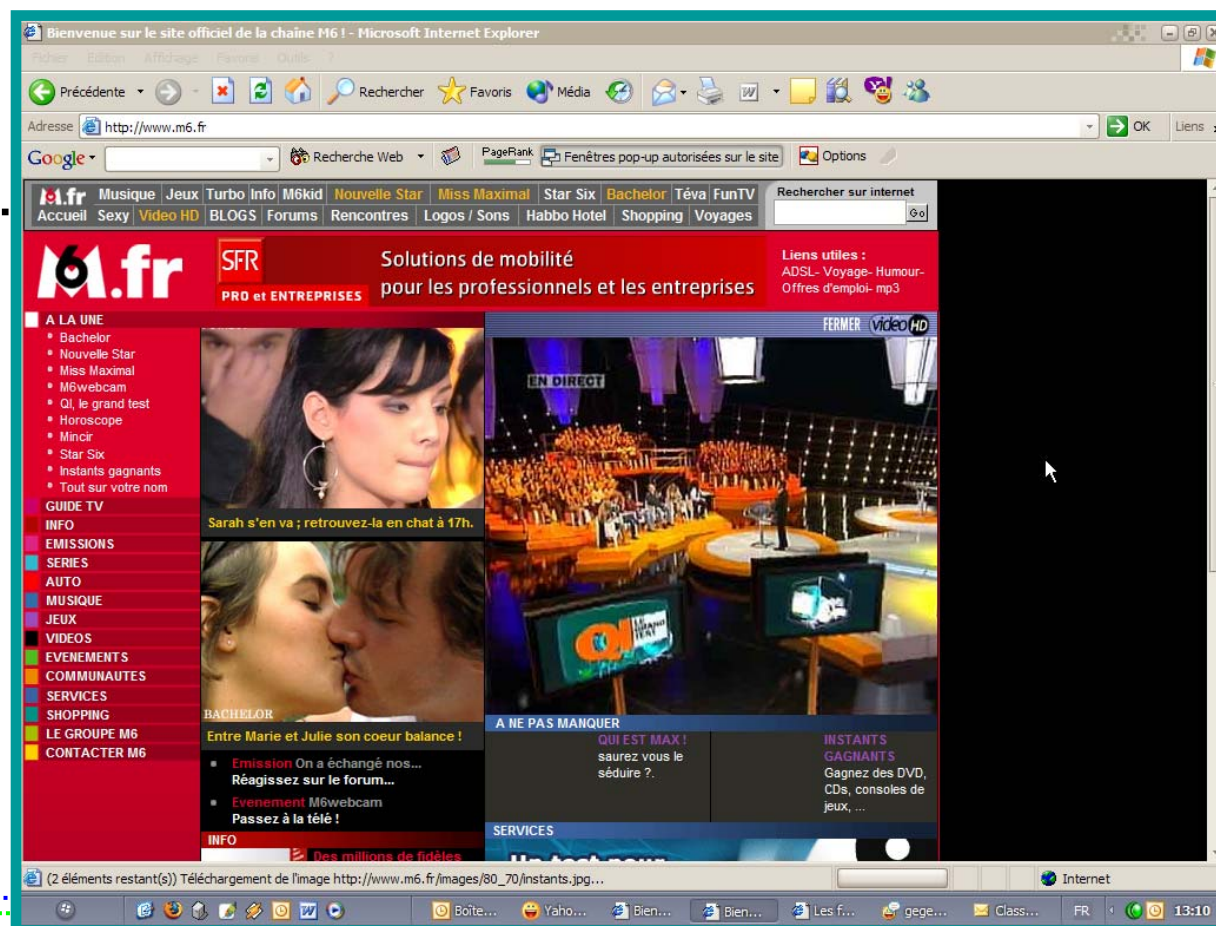 Bienvenue sur le site officiel de la chaîne M6 ! - Microsoft Internet Explorer
Fichier Edition Affichage Favoris Outils ?
Précédente Rechercher Favoris Média
Adresse http://www.m6.fr OK Liens
Google Recherche Web PageRank Fenêtres pop-up autorisées sur le site Options
M6.fr Musique Jeux Turbo Info M6kid Nouvelle Star Miss Maximal Star Six Bachelor Téva FunTV
Accueil Sexy Video HD BLOGS Forums Rencontres Logos / Sons Habbo Hotel Shopping Voyages
Rechercher sur internet
Go
M6.fr
SFR
PRO et ENTREPRISES
Solutions de mobilité
pour les professionnels et les entreprises
Liens utiles :
ADSL- Voyage- Humour-
Offres d'emploi- mp3
A LA UNE
Bachelor
Nouvelle Star
Miss Maximal
M6webcam
QI, le grand test
Horoscope
Mincir
Star Six
Instants gagnants
Tout sur votre nom
GUIDE TV
INFO
EMISSIONS
SERIES
AUTO
MUSIQUE
JEUX
VIDEOS
EVENEMENTS
COMMUNAUTES
SERVICES
SHOPPING
LE GROUPE M6
CONTACTER M6
Sarah s'en va ; retrouvez-la en chat à 17h.
BACHELOR
Entre Marie et Julie son coeur balance !
Emission On a échangé nos...
Réagissez sur le forum...
Evenement M6webcam
Passez à la télé !
INFO
Des millions de fidèles
FERMER video HD
EN DIRECT
QI LE GRAND TEST
A NE PAS MANQUER
QUI EST MAX !
saurez vous le
séduire ?.
INSTANTS
GAGNANTS
Gagnez des DVD,
CDs, consoles de
jeux, ...
SERVICES
Un test pour
(2 éléments restant(s)) Téléchargement de l'image http://www.m6.fr/images/80_70/instants.jpg...
Internet
Boîte... Yaho... Bien... Bien... Les f... gege... Class... FR 13:10